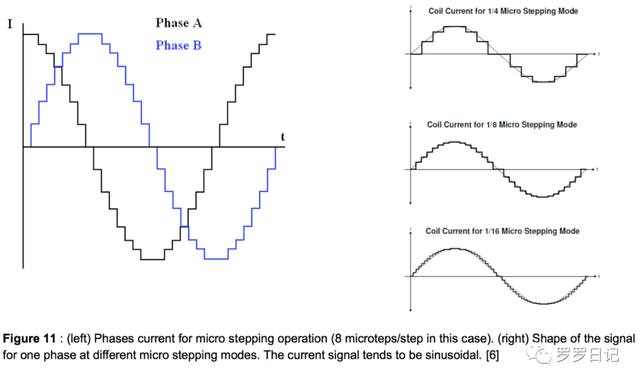 I
Phase A
Phase B
t
Coil Current for 1/4 Micro Stepping Mode
t
Coil Current for 1/8 Micro Stepping Mode
t
Coil Current for 1/16 Micro Stepping Mode
t
Figure 11 : (left) Phases current for micro stepping operation (8 microteps/step in this case). (right) Shape of the signal
for one phase at different micro stepping modes. The current signal tends to be sinusoidal. [6]
罗罗日记